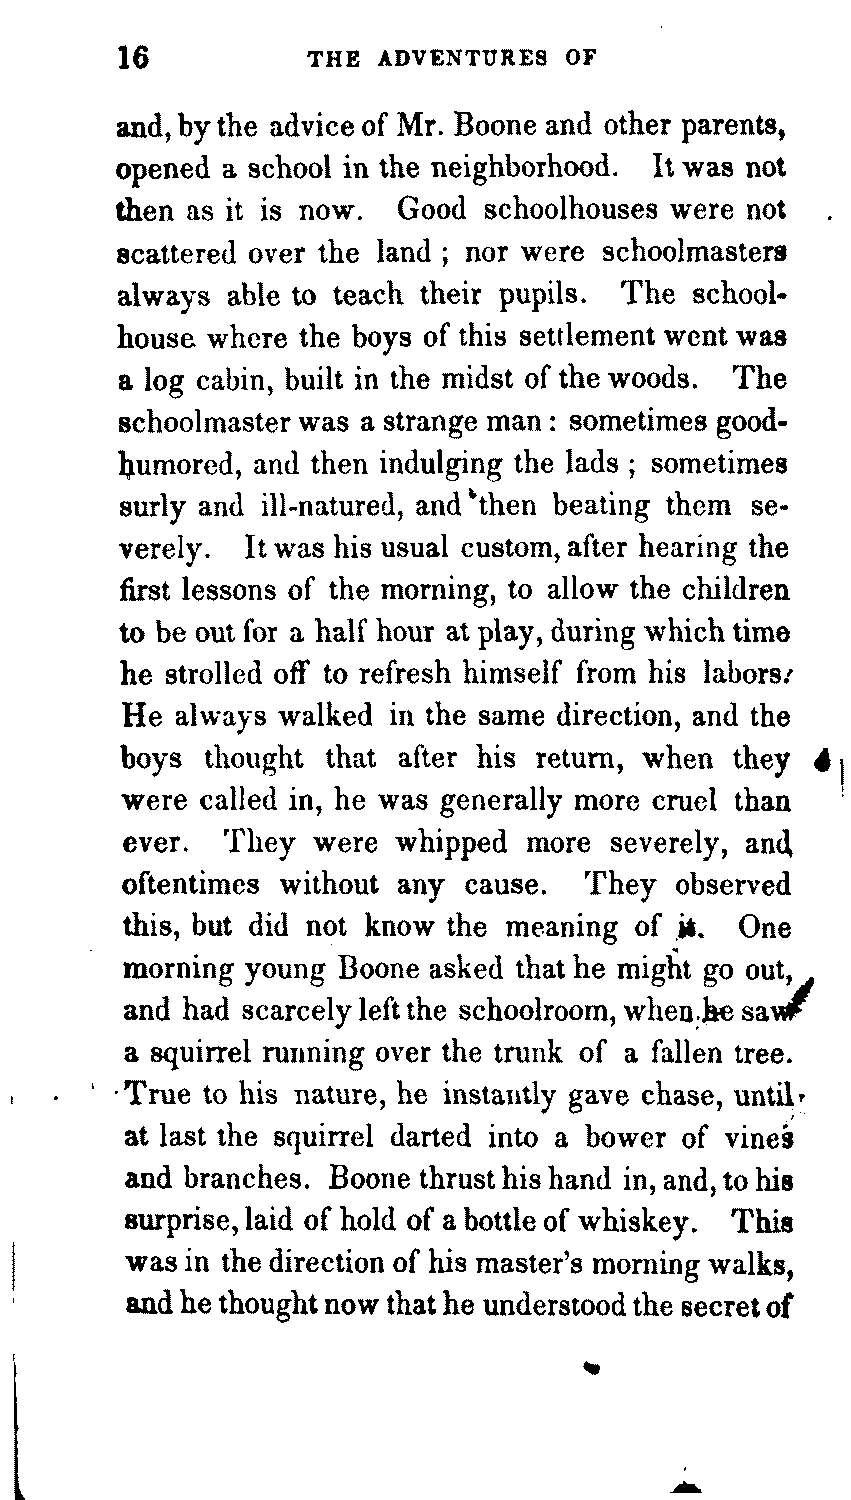 16 THE ADVENTURES OF
and, by the advice of Mr. Boone and other parents,
opened a school in the neighborhood. It was not
then as it is now. Good schoolhouses were not
scattered over the land ; nor were schoolmasters
always able to teach their pupils. The school-
house where the boys of this settlement went was
a log cabin, built in the midst of the woods. The
schoolmaster was a strange man : sometimes good-
humored, and then indulging the lads ; sometimes
surly and ill-natured, and then beating them se-
verely. It was his usual custom, after hearing the
first lessons of the morning, to allow the children
to be out for a half hour at play, during which time
he strolled off to refresh himself from his labors.
He always walked in the same direction, and the
boys thought that after his return, when they
were called in, he was generally more cruel than
ever. They were whipped more severely, and
oftentimes without any cause. They observed
this, but did not know the meaning of it. One
morning young Boone asked that he might go out,
and had scarcely left the schoolroom, when he saw
a squirrel running over the trunk of a fallen tree.
True to his nature, he instantly gave chase, until
at last the squirrel darted into a bower of vines
and branches. Boone thrust his hand in, and, to his
surprise, laid of hold of a bottle of whiskey. This
was in the direction of his master's morning walks,
and he thought now that he understood the secret of